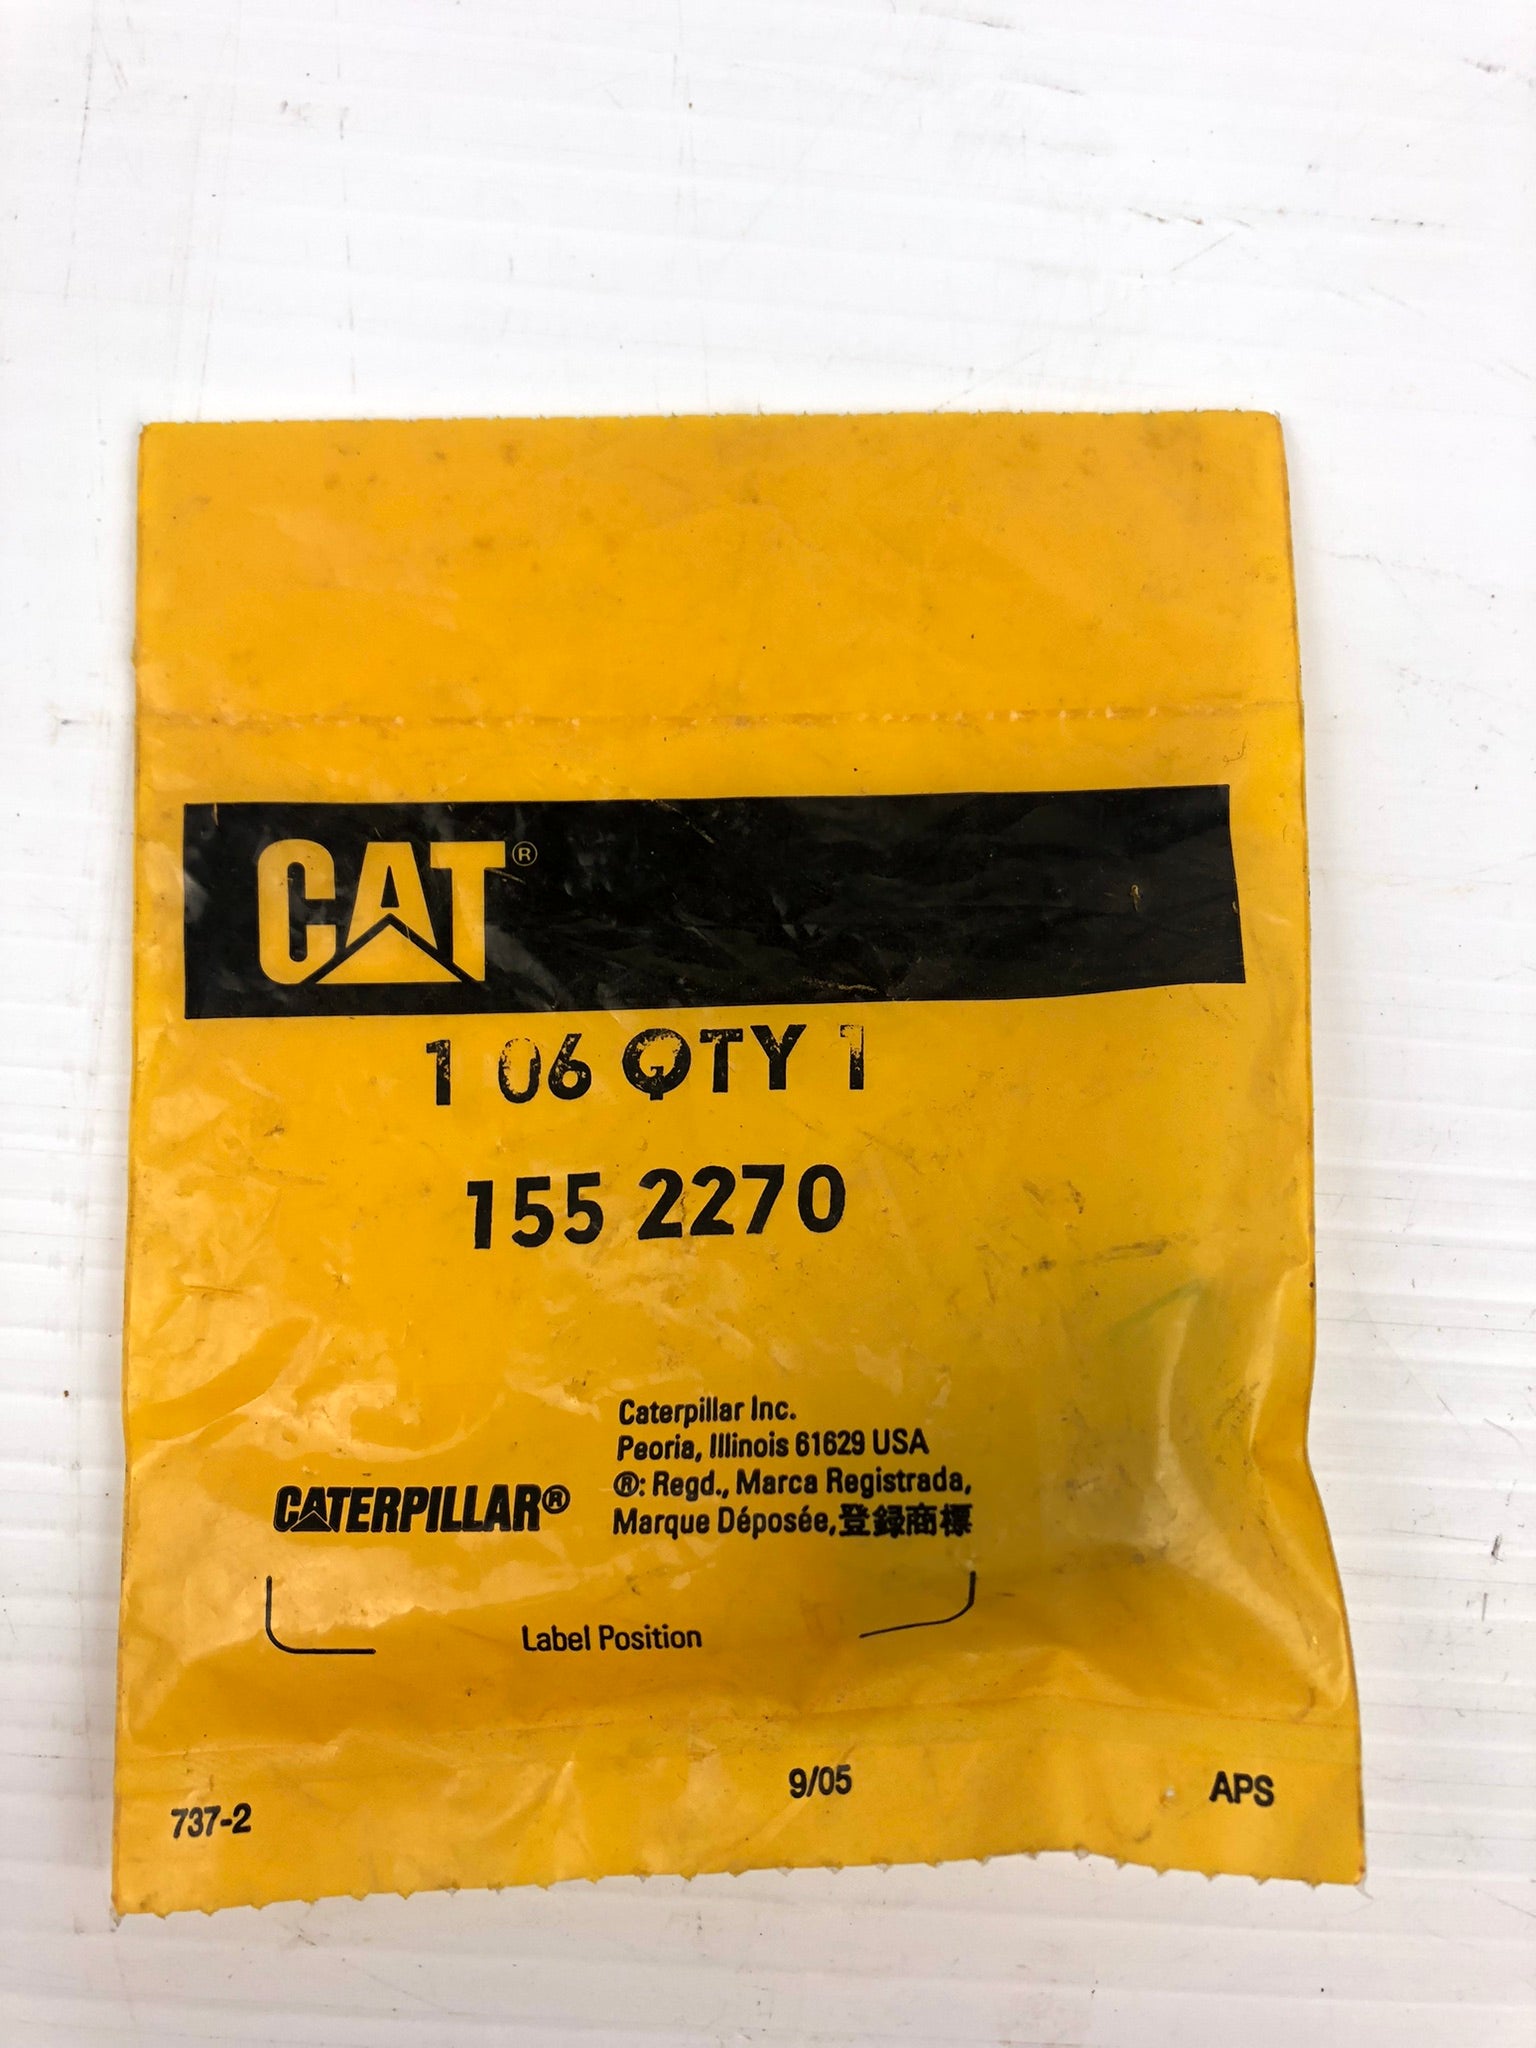 CAT®
1 06 QTY 1
155 2270
Caterpillar Inc.
Peoria, Illinois 61629 USA
®: Regd., Marca Registrada,
Marque Déposée,登録商標
CATERPILLAR®
Label Position
737-2
9/05
APS